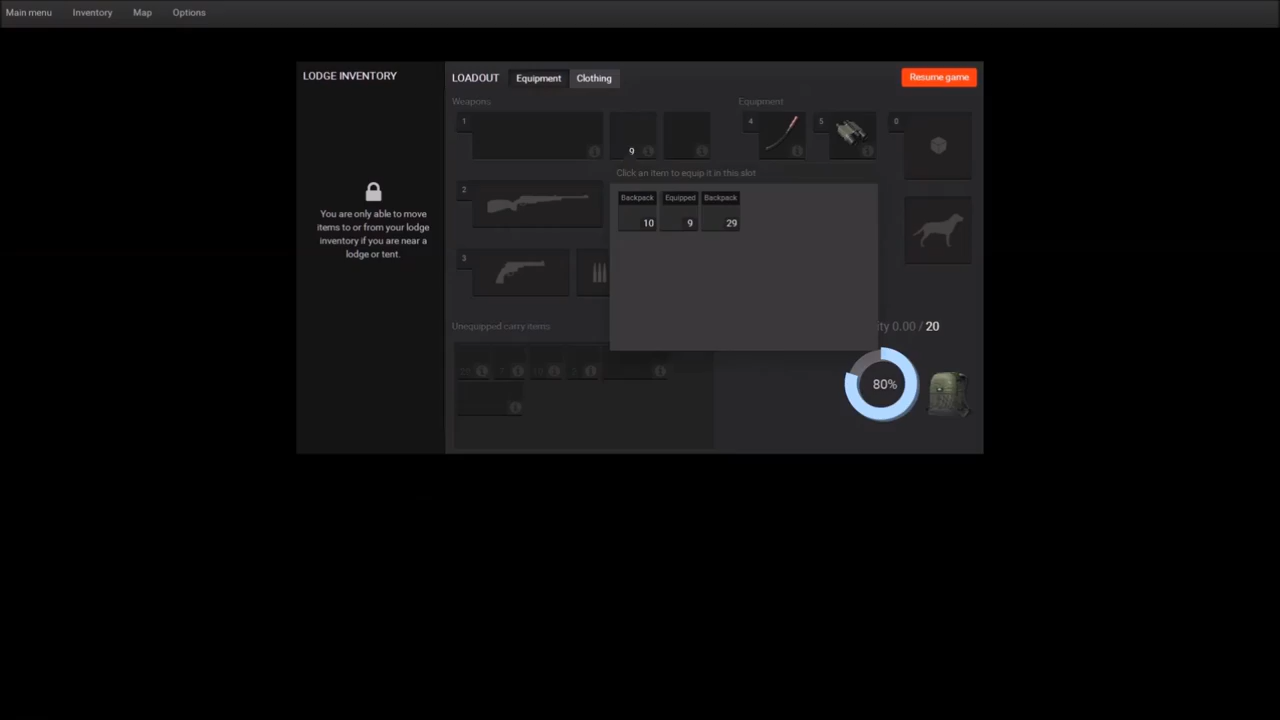 Main menu Inventory Map Options
LODGE INVENTORY
LOADOUT Equipment Clothing Resume game
Weapons Equipment
1 4 5 0
9
Click an item to equip it in this slot
2
Backpack Equipped Backpack
10 9 29
You are only able to move
items to or from your lodge
inventory if you are near a
lodge or tent.
3
Unequipped carry items
ity 0.00 / 20
7
80%